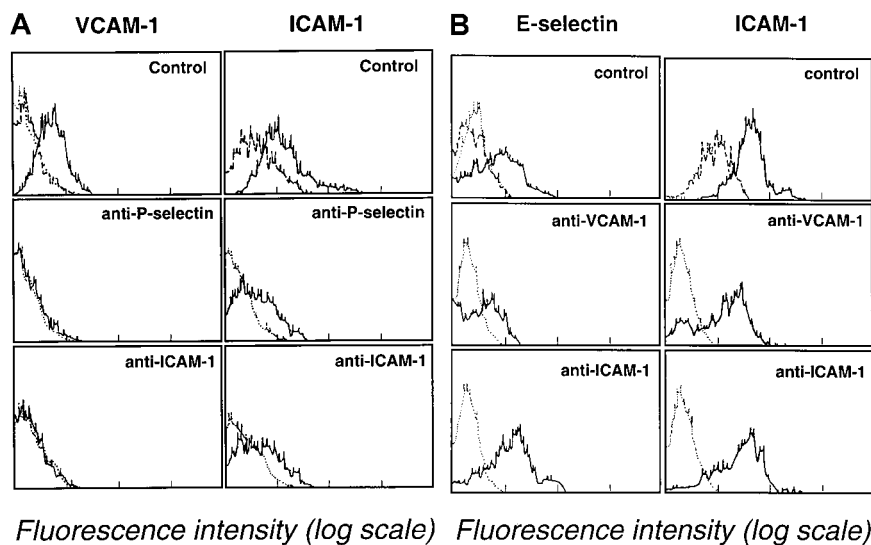 A VCAM-1 ICAM-1
Control Control
anti-P-selectin anti-P-selectin
anti-ICAM-1 anti-ICAM-1
Fluorescence intensity (log scale)
B E-selectin ICAM-1
control control
anti-VCAM-1 anti-VCAM-1
anti-ICAM-1 anti-ICAM-1
Fluorescence intensity (log scale)